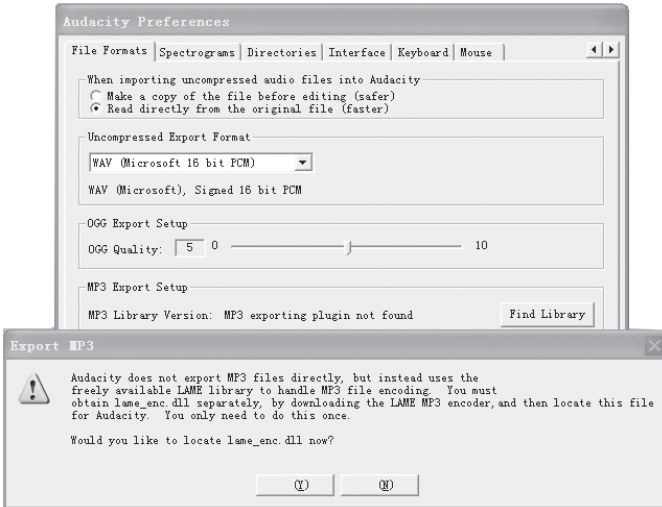 Audacity Preferences
File Formats Spectrograms Directories Interface Keyboard Mouse
When importing uncompressed audio files into Audacity
Make a copy of the file before editing (safer)
Read directly from the original file (faster)
Uncompressed Export Format
WAV (Microsoft 16 bit PCM)
WAV (Microsoft), Signed 16 bit PCM
OGG Export Setup
OGG Quality: 5 0 10
MP3 Export Setup
MP3 Library Version: MP3 exporting plugin not found Find Library
Export MP3
Audacity does not export MP3 files directly, but instead uses the
freely available LAME library to handle MP3 file encoding. You must
obtain lame_enc.dll separately, by downloading the LAME MP3 encoder, and then locate this file
for Audacity. You only need to do this once.
Would you like to locate lame_enc.dll now?
(Y) (N)